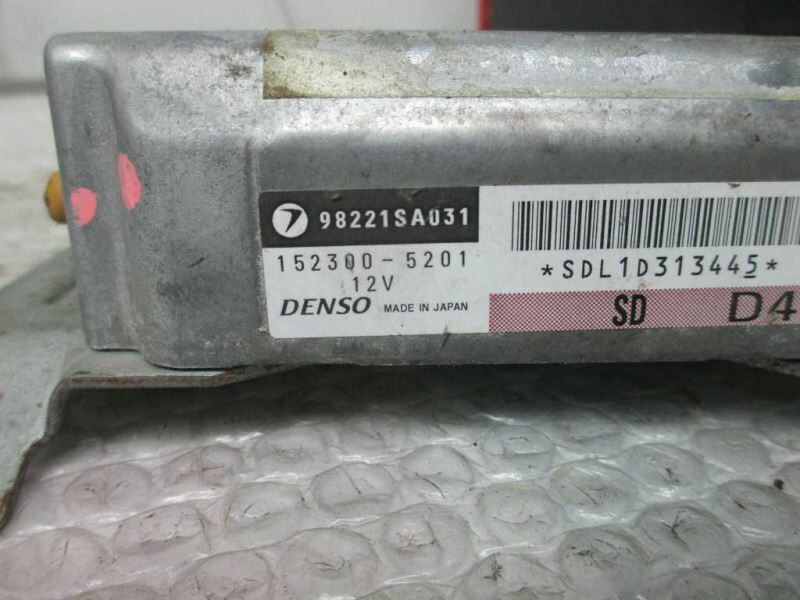 98221SA031
152300-5201
12V
DENSO MADE IN JAPAN
*SDL1D313445*
SD D4